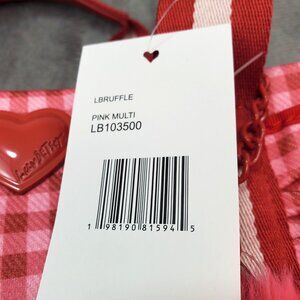 LBRUFFLE
PINK MULTI
LB103500
1 98190 81594 5